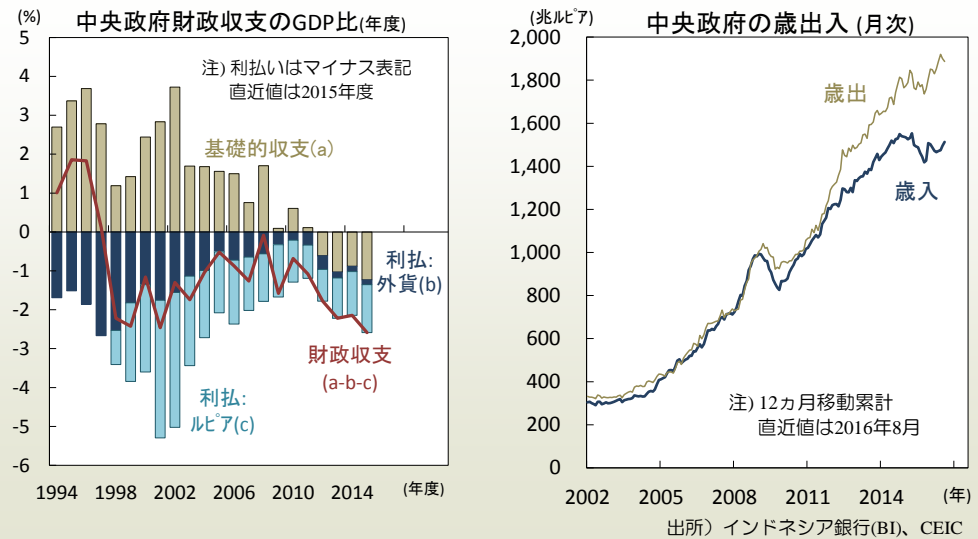 中央政府財政収支のGDP比(年度)
(%)
5
4
3
2
1
0
-1
-2
-3
-4
-5
-6
注) 利払いはマイナス表記
直近値は2015年度
基礎的収支(a)
利払:
外貨(b)
財政収支
(a-b-c)
利払:
ルピア(c)
1994 1998 2002 2006 2010 2014 (年度)
中央政府の歳出入 (月次)
(兆ルピア)
2,000
1,800
1,600
1,400
1,200
1,000
800
600
400
200
0
歳出
歳入
注) 12ヵ月移動累計
直近値は2016年8月
2002 2005 2008 2011 2014 (年)
出所）インドネシア銀行(BI)、CEIC